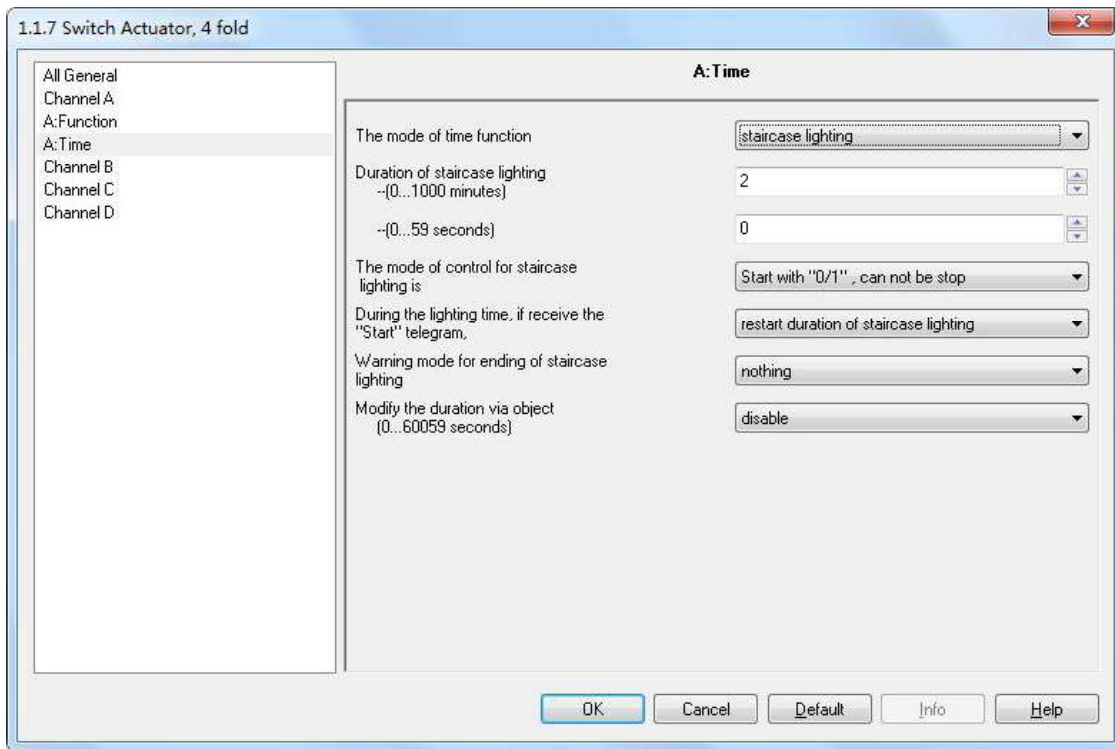 1.1.7 Switch Actuator, 4 fold
All General
Channel A
A:Function
A:Time
Channel B
Channel C
Channel D
A:Time
The mode of time function
staircase lighting
Duration of staircase lighting
--(0...1000 minutes)
2
--(0...59 seconds)
0
The mode of control for staircase
lighting is
Start with "0/1" , can not be stop
During the lighting time, if receive the
"Start" telegram,
restart duration of staircase lighting
Warning mode for ending of staircase
lighting
nothing
Modify the duration via object
(0...60059 seconds)
disable
OK
Cancel
Default
Info
Help